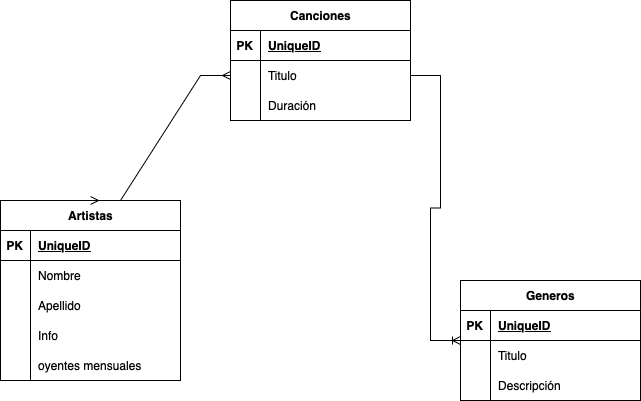 Canciones
PK UniqueID
Titulo
Duración
Artistas
PK UniqueID
Nombre
Apellido
Info
oyentes mensuales
Generos
PK UniqueID
Titulo
Descripción